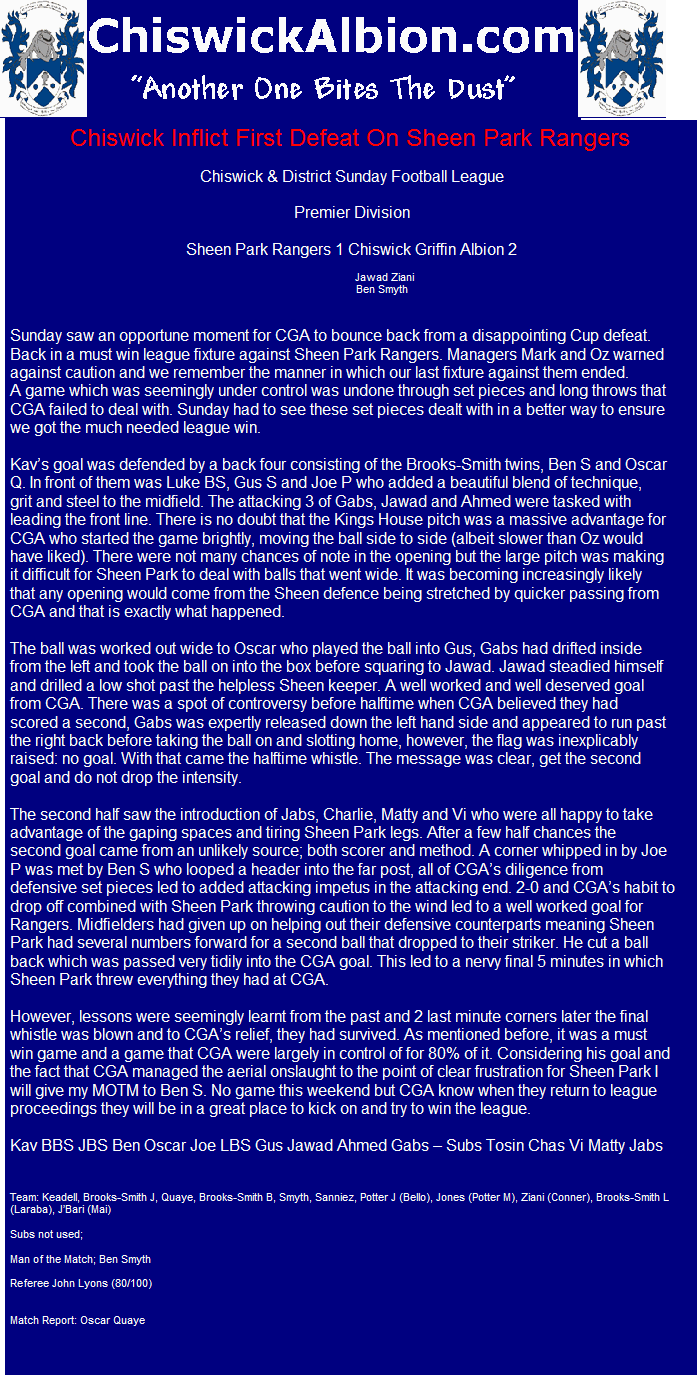 ChiswickAlbion.com
"Another One Bites The Dust"
Chiswick Inflict First Defeat On Sheen Park Rangers
Chiswick & District Sunday Football League
Premier Division
Sheen Park Rangers 1 Chiswick Griffin Albion 2
Jawad Ziani
Ben Smyth
Sunday saw an opportune moment for CGA to bounce back from a disappointing Cup defeat.
Back in a must win league fixture against Sheen Park Rangers. Managers Mark and Oz warned
against caution and we remember the manner in which our last fixture against them ended.
A game which was seemingly under control was undone through set pieces and long throws that
CGA failed to deal with. Sunday had to see these set pieces dealt with in a better way to ensure
we got the much needed league win.
Kav's goal was defended by a back four consisting of the Brooks-Smith twins, Ben S and Oscar
Q. In front of them was Luke BS, Gus S and Joe P who added a beautiful blend of technique,
grit and steel to the midfield. The attacking 3 of Gabs, Jawad and Ahmed were tasked with
leading the front line. There is no doubt that the Kings House pitch was a massive advantage for
CGA who started the game brightly, moving the ball side to side (albeit slower than Oz would
have liked). There were not many chances of note in the opening but the large pitch was making
it difficult for Sheen Park to deal with balls that went wide. It was becoming increasingly likely
that any opening would come from the Sheen defence being stretched by quicker passing from
CGA and that is exactly what happened.
The ball was worked out wide to Oscar who played the ball into Gus, Gabs had drifted inside
from the left and took the ball on into the box before squaring to Jawad. Jawad steadied himself
and drilled a low shot past the helpless Sheen keeper. A well worked and well deserved goal
from CGA. There was a spot of controversy before halftime when CGA believed they had
scored a second, Gabs was expertly released down the left hand side and appeared to run past
the right back before taking the ball on and slotting home, however, the flag was inexplicably
raised: no goal. With that came the halftime whistle. The message was clear, get the second
goal and do not drop the intensity.
The second half saw the introduction of Jabs, Charlie, Matty and Vi who were all happy to take
advantage of the gaping spaces and tiring Sheen Park legs. After a few half chances the
second goal came from an unlikely source; both scorer and method. A corner whipped in by Joe
P was met by Ben S who looped a header into the far post, all of CGA's diligence from
defensive set pieces led to added attacking impetus in the attacking end. 2-0 and CGA's habit to
drop off combined with Sheen Park throwing caution to the wind led to a well worked goal for
Rangers. Midfielders had given up on helping out their defensive counterparts meaning Sheen
Park had several numbers forward for a second ball that dropped to their striker. He cut a ball
back which was passed very tidily into the CGA goal. This led to a nervy final 5 minutes in which
Sheen Park threw everything they had at CGA.
However, lessons were seemingly learnt from the past and 2 last minute corners later the final
whistle was blown and to CGA's relief, they had survived. As mentioned before, it was a must
win game and a game that CGA were largely in control of for 80% of it. Considering his goal and
the fact that CGA managed the aerial onslaught to the point of clear frustration for Sheen Park I
will give my MOTM to Ben S. No game this weekend but CGA know when they return to league
proceedings they will be in a great place to kick on and try to win the league.
Kav BBS JBS Ben Oscar Joe LBS Gus Jawad Ahmed Gabs – Subs Tosin Chas Vi Matty Jabs
Team: Keadell, Brooks-Smith J, Quaye, Brooks-Smith B, Smyth, Sanniez, Potter J (Bello), Jones (Potter M), Ziani (Conner), Brooks-Smith L
(Laraba), J'Bari (Mai)
Subs not used;
Man of the Match; Ben Smyth
Referee John Lyons (80/100)
Match Report: Oscar Quaye